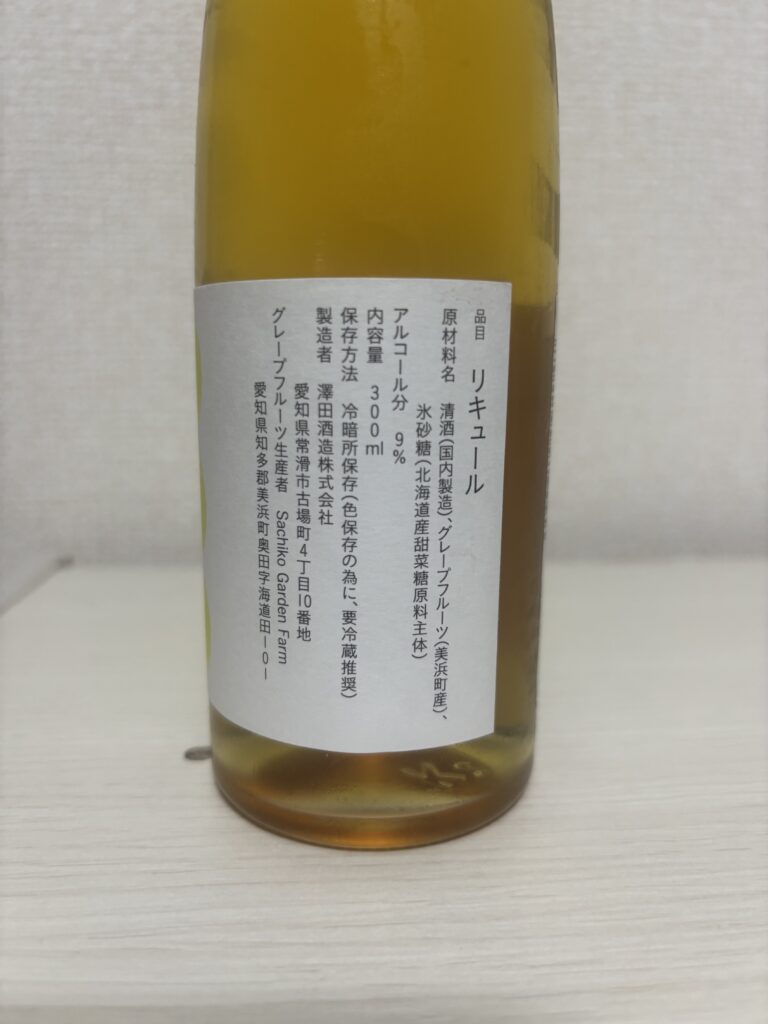 品目 リキュール
原材料名 清酒(国内製造)、グレープフルーツ(美浜町産)、
氷砂糖(北海道産甜菜糖原料主体)
アルコール分 9%
内容量 300ml
保存方法 冷暗所保存(色保存の為に、要冷蔵推奨)
製造者 澤田酒造株式会社
愛知県常滑市古場町4丁目10番地
グレープフルーツ生産者 Sachiko Garden Farm
愛知県知多郡美浜町奥田字海道田101